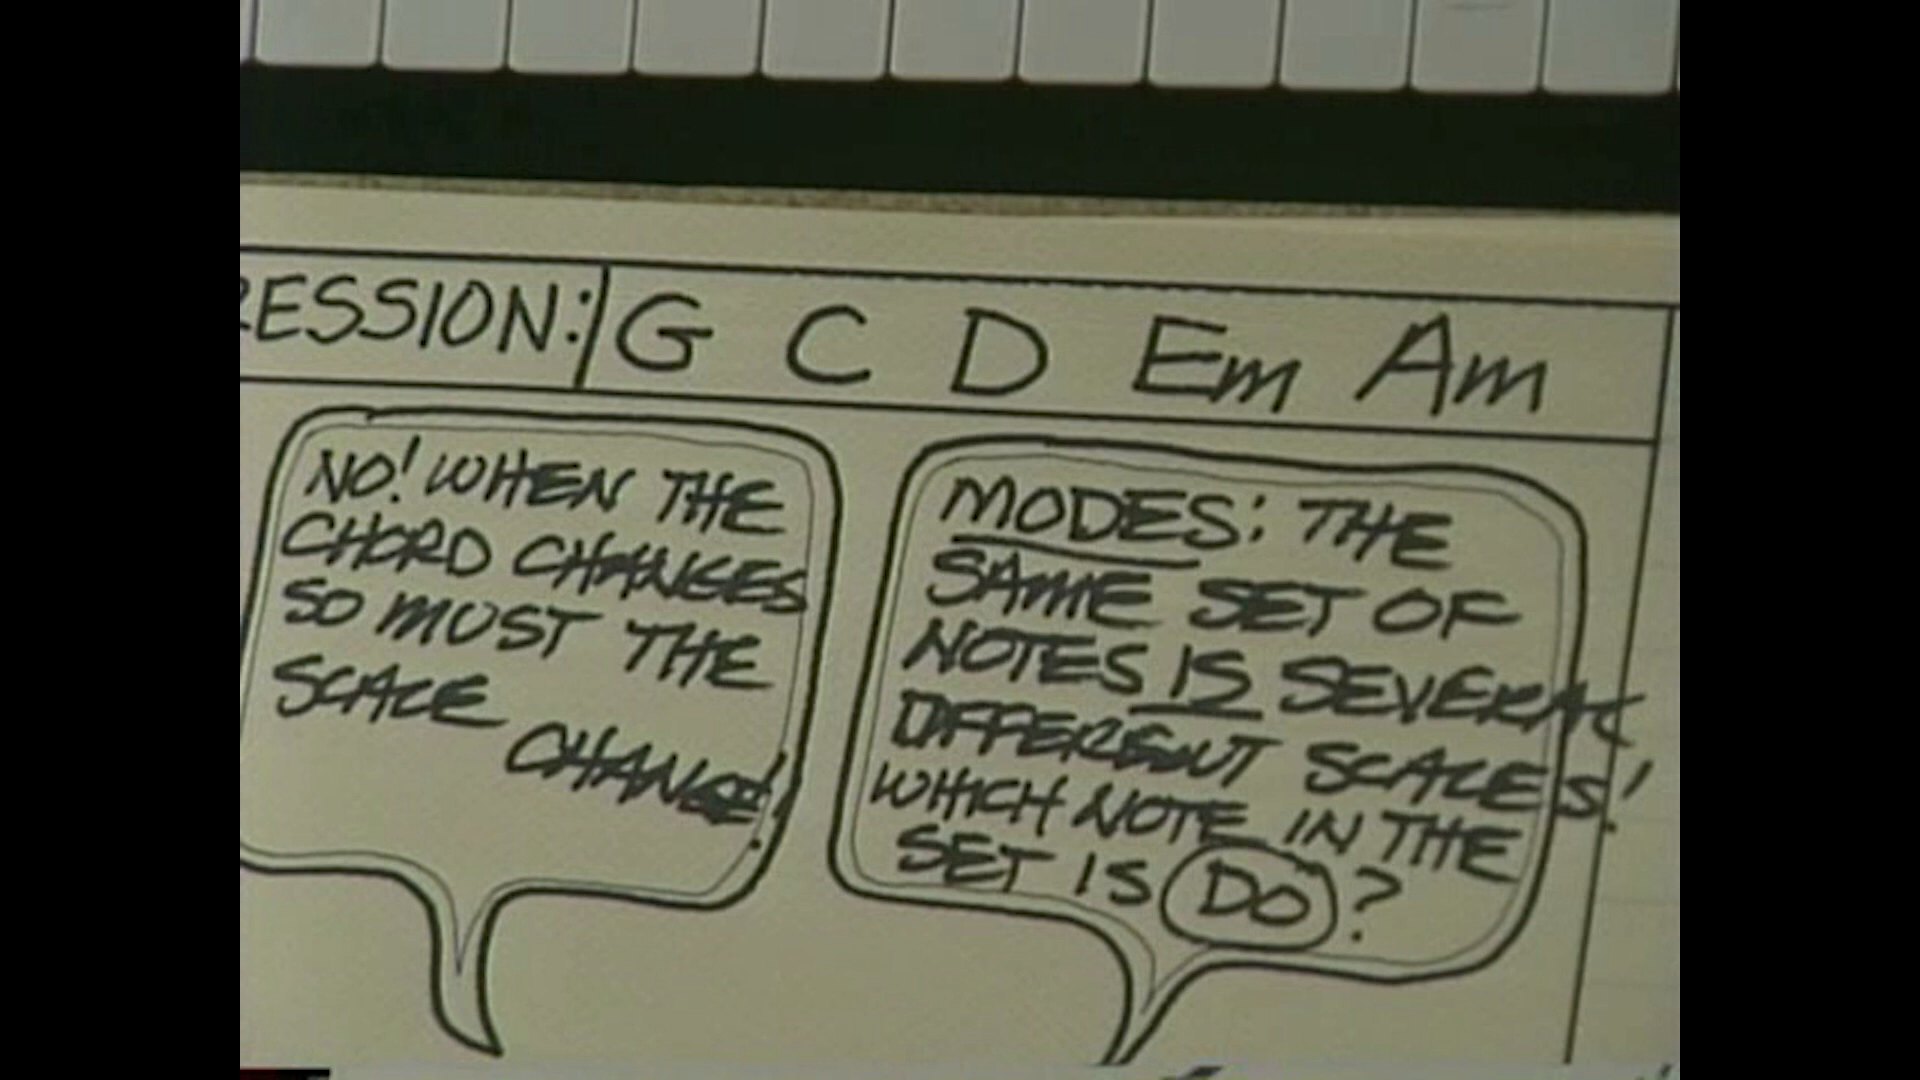 RESSION: G C D Em Am
NO! WHEN THE
CHORD CHANGES
SO MUST THE
SCALE
CHANGE!
MODES: THE
SAME SET OF
NOTES IS SEVERAL
DIFFERENT SCALES!
WHICH NOTE IN THE
SET IS DO?